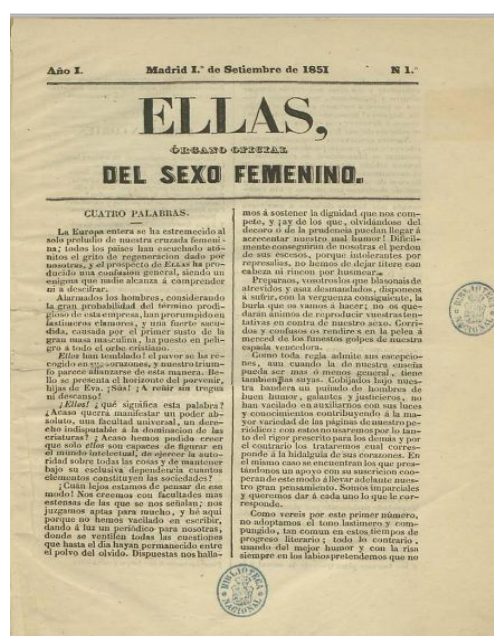 Año I.
Madrid 1.º de Setiembre de 1851
N 1.º
ELLAS,
ÓRGANO OFICIAL
DEL SEXO FEMENINO.
CUATRO PALABRAS.
La Europa entera se ha estremecido al
solo preludio de nuestra cruzada femeni-
na; todos los paises han escuchado ató-
nitos el grito de regeneracion dado por
nosotras, y el prospecto de ELLAS ha pro-
ducido una confusion general, siendo un
enigma que nadie alcanza á comprender
ni a descifrar.
Alarmados los hombres, considerando
la gran probabilidad del término prodi-
gioso de esta empresa, han prorumpido en
lastimeros clamores, y una fuerte sacu-
dida, causada por el primer susto de la
gran masa masculina, ha puesto en peli-
gro á todo el orbe cristiano.
Ellos han temblado! el pavor se ha re-
cogido en sus corazones, y nuestro triun-
fo parece afianzarse de esta manera. Be-
llo se presenta el horizonte del porvenir,
hijas de Eva. ¡Sús! ¡A reñir sin tregua
ni descanso!
¡Ellos! ¿qué significa esta palabra?
¿Acaso querrá manifestar un poder ab-
soluto, una facultad universal, un dere-
cho indisputable á la dominacion de las
criaturas? ¿Acaso hemos podido creer
que solo ellos son capaces de figurar en
el mundo intelectual, de ejercer la auto-
ridad sobre todas las cosas y de mantener
bajo su esclusiva dependencia cuantos
elementos constituyen las sociedades?
¡Cuán lejos estamos de pensar de ese
modo! Nos creemos con facultades mas
estensas de las que se nos señalan; nos
juzgamos aptas para mucho, y hé aquí
porque no hemos vacilado en escribir,
dando á luz un periódico para nosotras,
donde se ventilen todas las cuestiones
que hasta el dia hayan permanecido entre
el polvo del olvido. Dispuestas nos halla-
mos á sostener la dignidad que nos com-
pete, y ¡ay de los que, olvidándose del
decoro ó de la prudencia puedan llegar á
acrecentar nuestro mal humor! Dificil-
mente conseguirán de nosotras el perdon
de sus escesos, porque intolerantes por
represalias, no hemos de dejar titere con
cabeza ni rincon por husmear.
Preparaos, vosotros los que blasonais de
atrevidos y asaz desmandados, disponeos
á sufrir, con la vergüenza consiguiente, la
burla que os vamos á hacer; no os que-
darán ánimos de reproducir vuestras ten-
tativas en contra de nuestro sexo. Corri-
dos y confusos os rendireis en la pelea á
merced de los funestos golpes de nuestra
espada vencedora.
Como toda regla admite sus escepcio-
nes, aun cuando la de nuestra enseña
pueda ser mas ó menos general, tiene
tambien las suyas. Cobijados bajo nues-
tra bandera un puñado de hombres de
buen humor, galantes y justicieros, no
han vacilado en auxiliarnos con sus luces
y conocimientos contribuyendo á la ma-
yor variedad de las páginas de nuestro pe-
riódico: con estos no usaremos por lo tan-
to del rigor prescrito para los demás y por
el contrario los trataremos cual corres-
ponde á la hidalguía de sus corazones. En
el mismo caso se encuentran los que pres-
tándonos un apoyo con su suscricion coo-
peran de este modo á llevar adelante nues-
tro gran pensamiento. Somos imparciales
y queremos dar á cada uno lo que le cor-
responde.
Como vereis por este primer número,
no adoptamos el tono lastimero y com-
pungido, tan comun en estos tiempos de
progreso literario; todo lo contrario,
usando del mejor humor y con la risa
siempre en los labios pretendemos que no
BIBLIOTECA
NACIONAL